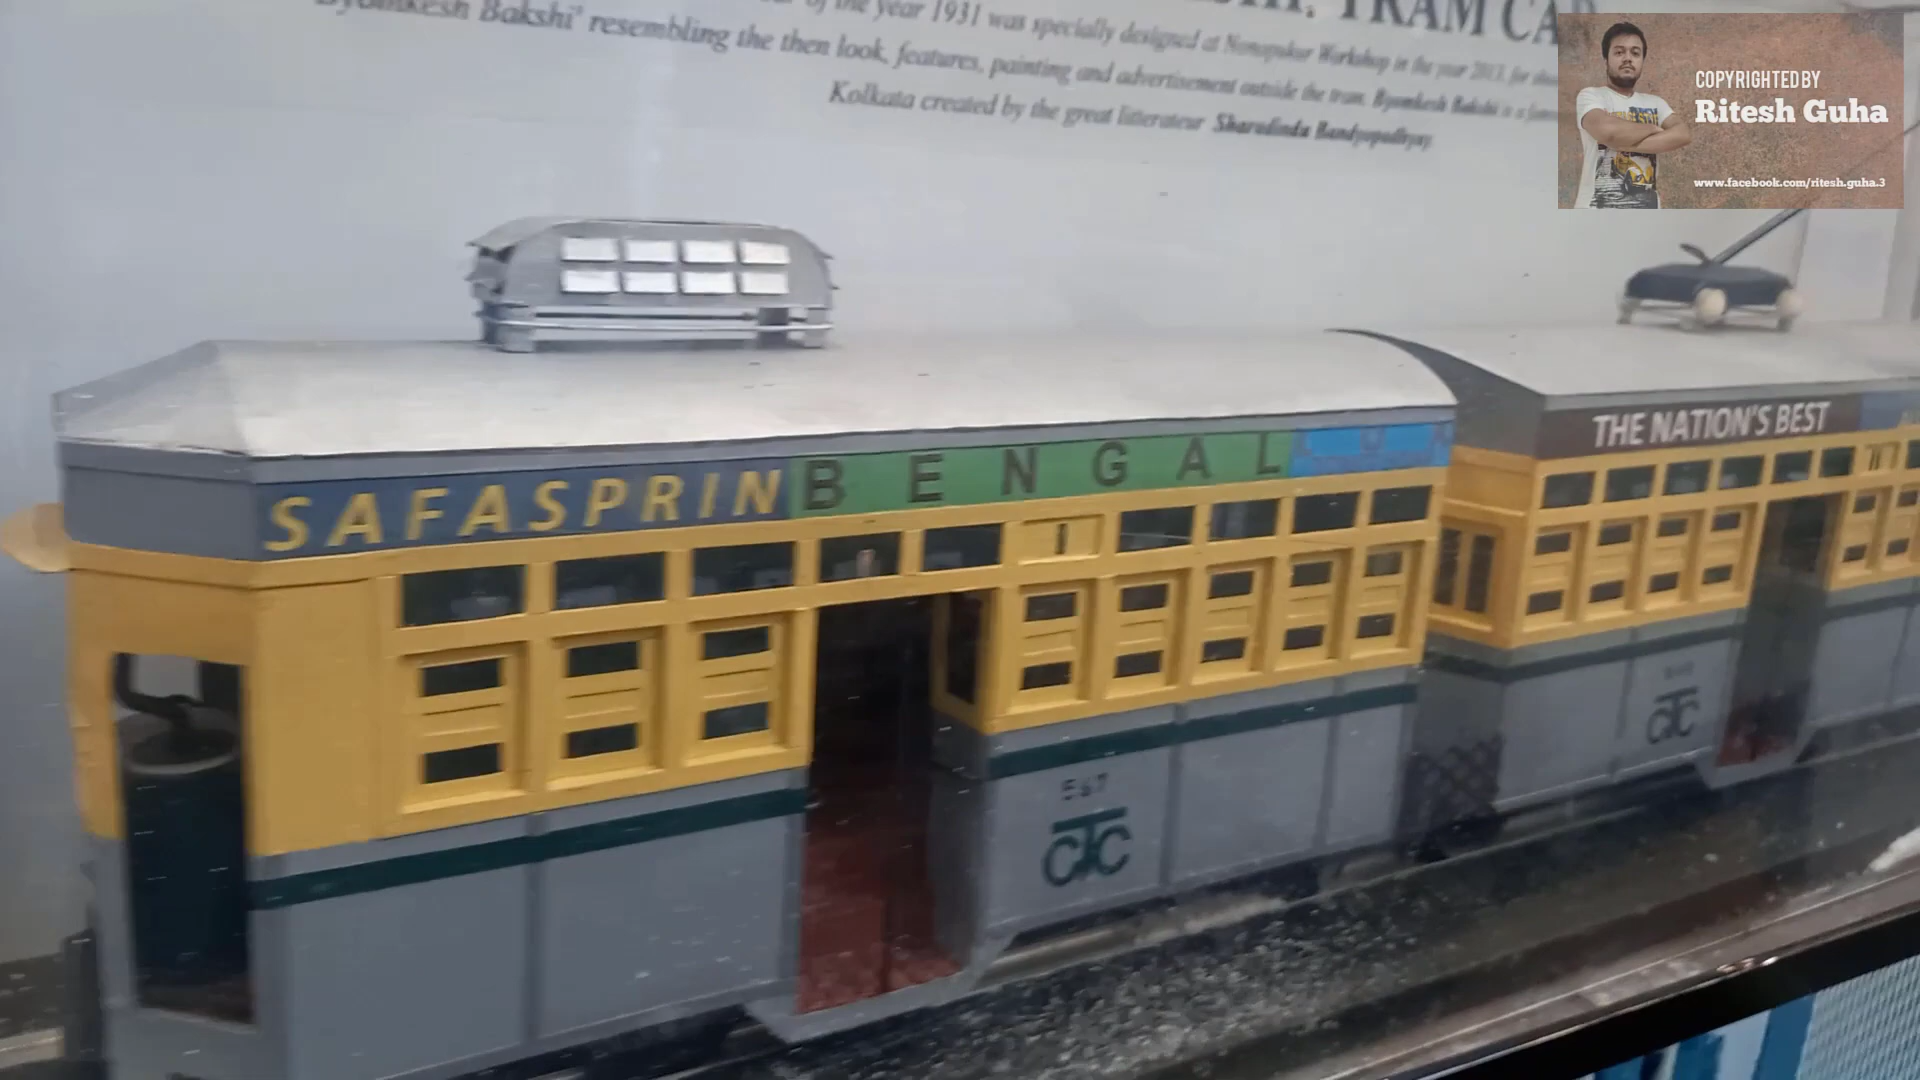 TRAM CAR
of the year 1931 was specially designed at Nonapukur Workshop in the year 2013, for
Byomkesh Bakshi' resembling the then look, features, painting and advertisement outside the tram. Byomkesh Bakshi is a
Kolkata created by the great litterateur Sharadindu Bandyopadhyay.
COPYRIGHTED BY
Ritesh Guha
www.facebook.com/ritesh.guha.3
SAFASPRIN BENGAL
THE NATION'S BEST
I
II
567
CTC
CTC